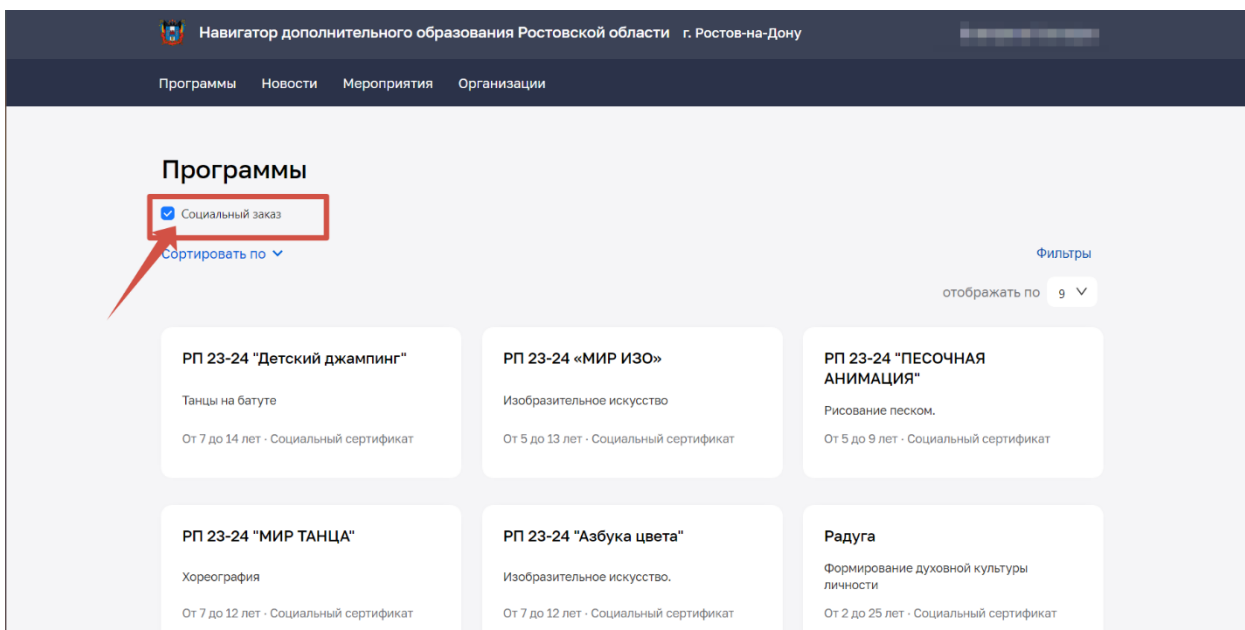 Навигатор дополнительного образования Ростовской области г. Ростов-на-Дону
Программы Новости Мероприятия Организации
Программы
Социальный заказ
Сортировать по
Фильтры
отображать по 9
РП 23-24 "Детский джампинг"
Танцы на батуте
От 7 до 14 лет · Социальный сертификат
РП 23-24 «МИР ИЗО»
Изобразительное искусство
От 5 до 13 лет · Социальный сертификат
РП 23-24 "ПЕСОЧНАЯ
АНИМАЦИЯ"
Рисование песком.
От 5 до 9 лет · Социальный сертификат
РП 23-24 "МИР ТАНЦА"
Хореография
От 7 до 12 лет · Социальный сертификат
РП 23-24 "Азбука цвета"
Изобразительное искусство.
От 7 до 12 лет · Социальный сертификат
Радуга
Формирование духовной культуры
личности
От 2 до 25 лет · Социальный сертификат